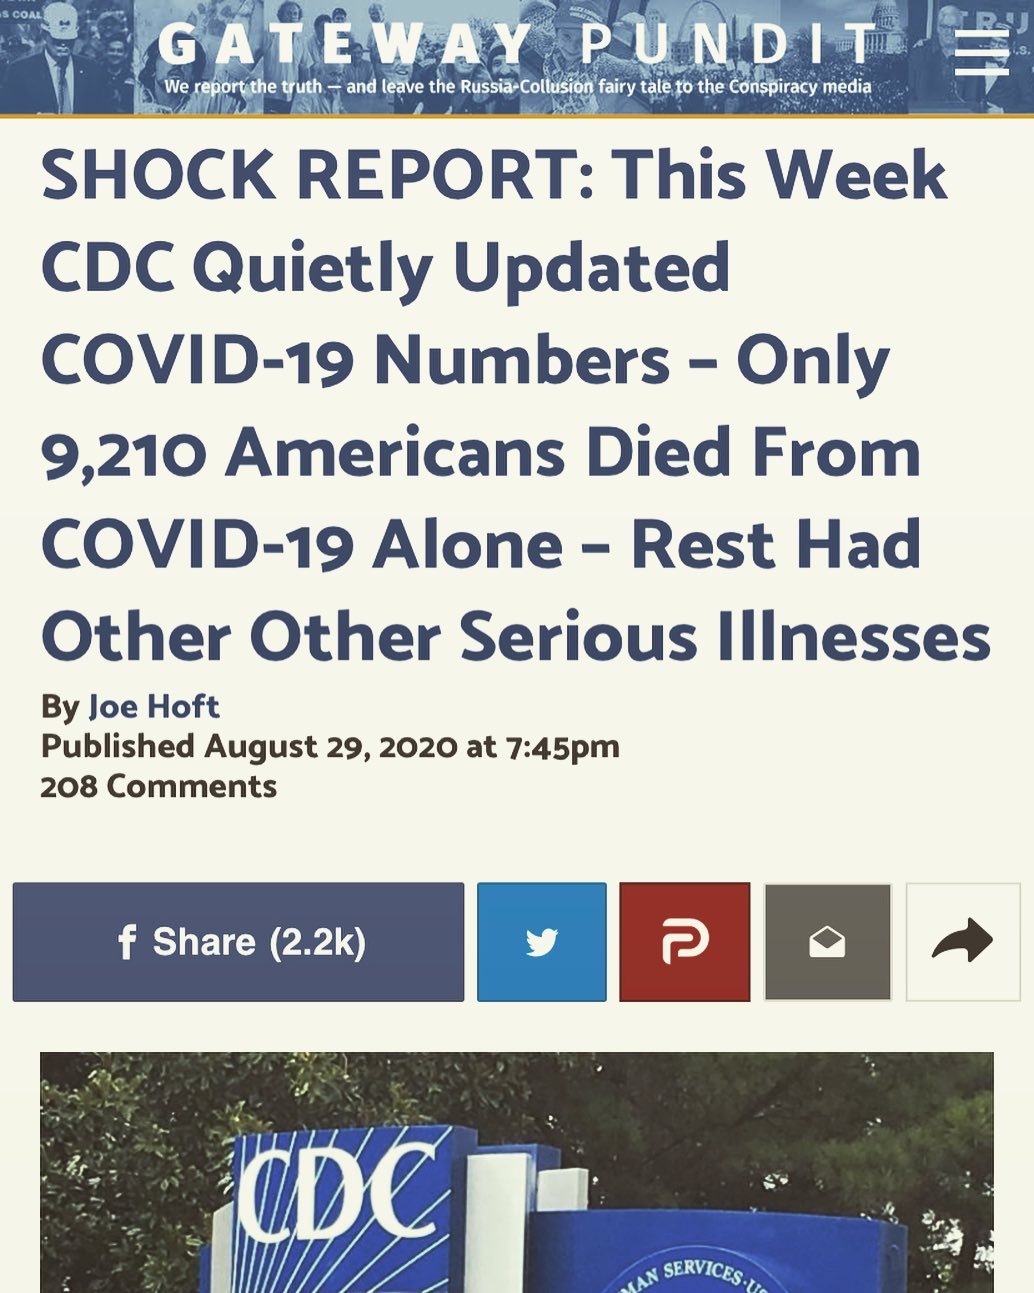 GATEWAY PUNDIT
We report the truth — and leave the Russia-Collusion fairy tale to the Conspiracy media
SHOCK REPORT: This Week
CDC Quietly Updated
COVID-19 Numbers – Only
9,210 Americans Died From
COVID-19 Alone – Rest Had
Other Other Serious Illnesses
By Joe Hoft
Published August 29, 2020 at 7:45pm
208 Comments
f Share (2.2k)
CDC
MAN SERVICES·US